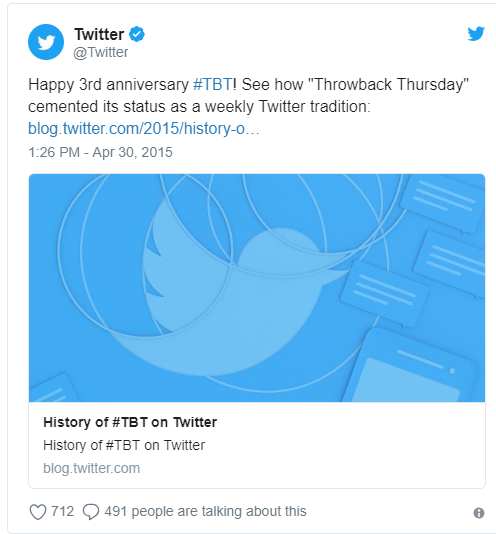 Twitter
@Twitter
Happy 3rd anniversary #TBT! See how "Throwback Thursday"
cemented its status as a weekly Twitter tradition:
blog.twitter.com/2015/history-o…
1:26 PM - Apr 30, 2015
History of #TBT on Twitter
History of #TBT on Twitter
blog.twitter.com
712 491 people are talking about this